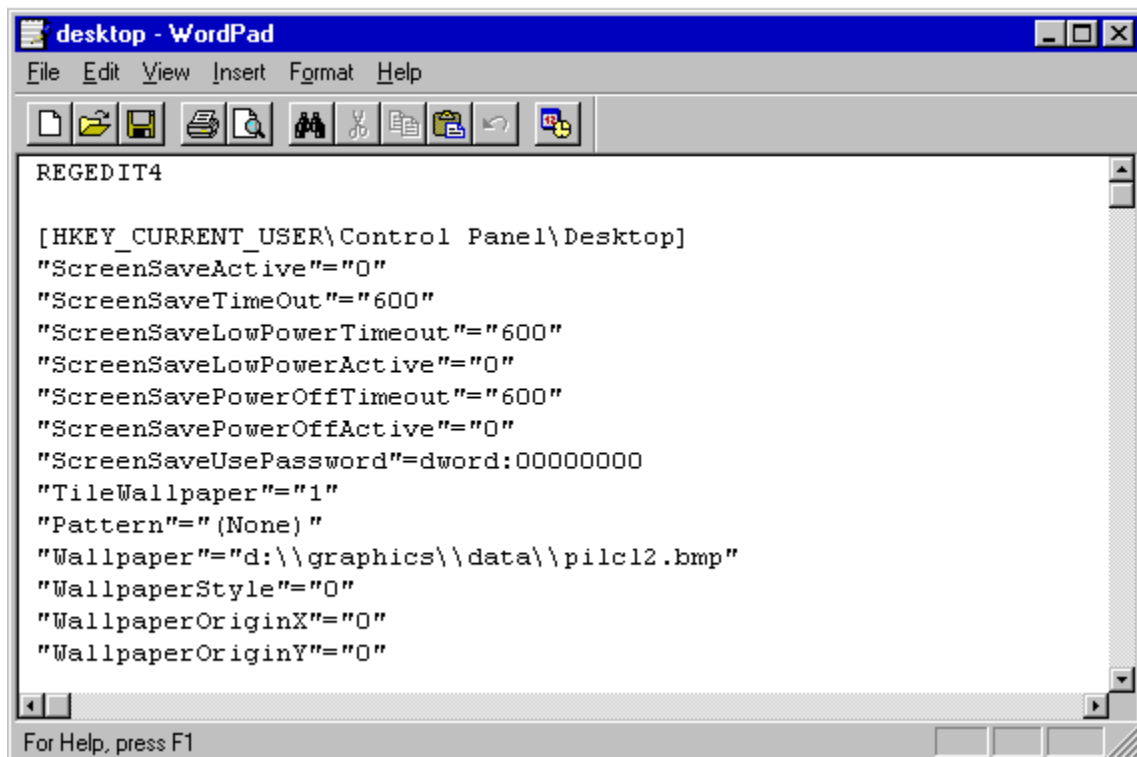 desktop - WordPad
File Edit View Insert Format Help
REGEDIT4
[HKEY_CURRENT_USER\Control Panel\Desktop]
"ScreenSaveActive"="0"
"ScreenSaveTimeOut"="600"
"ScreenSaveLowPowerTimeout"="600"
"ScreenSaveLowPowerActive"="0"
"ScreenSavePowerOffTimeout"="600"
"ScreenSavePowerOffActive"="0"
"ScreenSaveUsePassword"=dword:00000000
"TileWallpaper"="1"
"Pattern"="(None)"
"Wallpaper"="d:\\graphics\\data\\pilc12.bmp"
"WallpaperStyle"="0"
"WallpaperOriginX"="0"
"WallpaperOriginY"="0"
For Help, press F1